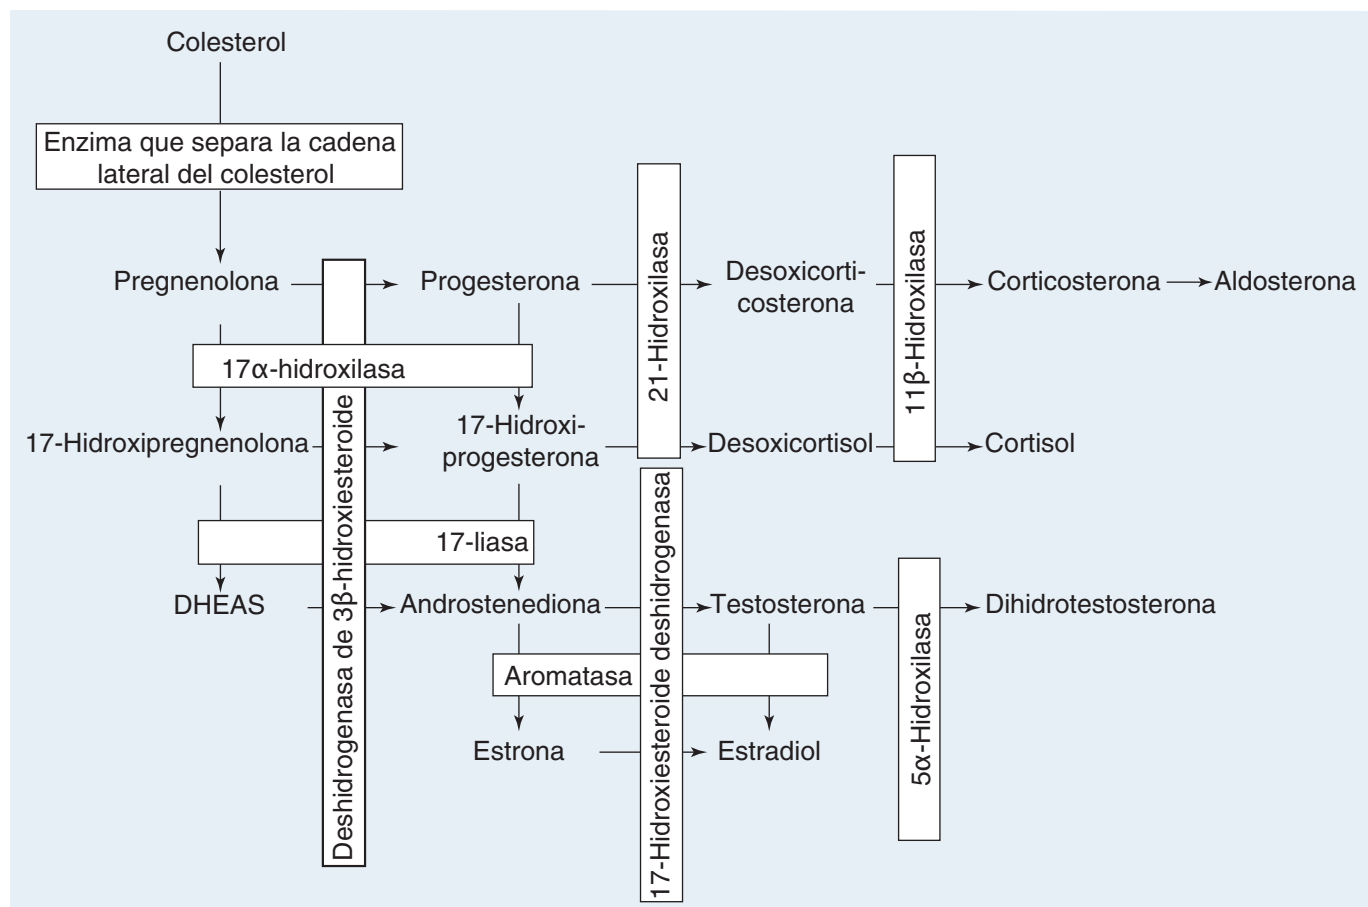 Colesterol
Enzima que separa la cadena
lateral del colesterol
Pregnenolona
Progesterona
Desoxicorti-
costerona
Corticosterona
Aldosterona
21-Hidroxilasa
11β-Hidroxilasa
17α-hidroxilasa
17-Hidroxipregnenolona
17-Hidroxi-
progesterona
Desoxicortisol
Cortisol
Deshidrogenasa de 3β-hidroxiesteroide
17-liasa
17-Hidroxiesteroide deshidrogenasa
DHEAS
Androstenediona
Testosterona
Dihidrotestosterona
5α-Hidroxilasa
Aromatasa
Estrona
Estradiol